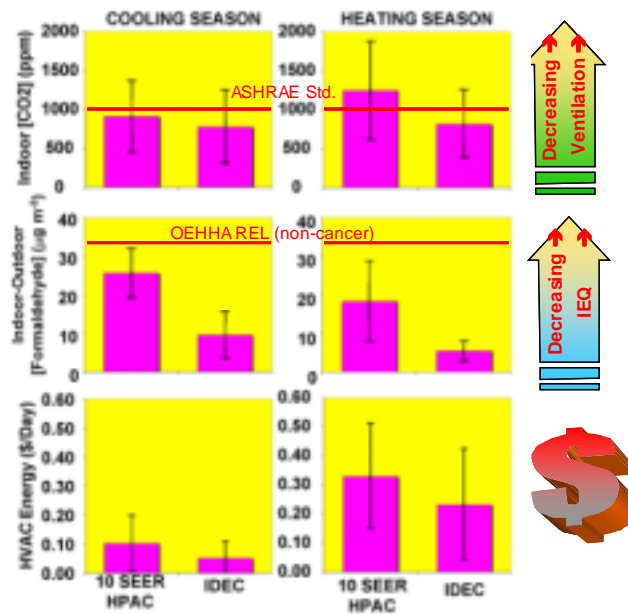 COOLING SEASON
HEATING SEASON
Indoor [CO2] (ppm)
2000
1500
1000
500
0
2000
1500
1000
500
0
ASHRAE Std.
Decreasing
Ventilation
Indoor-Outdoor
[Formaldehyde] (μg m⁻³)
40
30
20
10
0
40
30
20
10
0
OEHHA REL (non-cancer)
Decreasing
IEQ
HVAC Energy ($/Day)
0.60
0.50
0.40
0.30
0.20
0.10
0.00
0.60
0.50
0.40
0.30
0.20
0.10
0.00
$
10 SEER
HPAC
IDEC
10 SEER
HPAC
IDEC